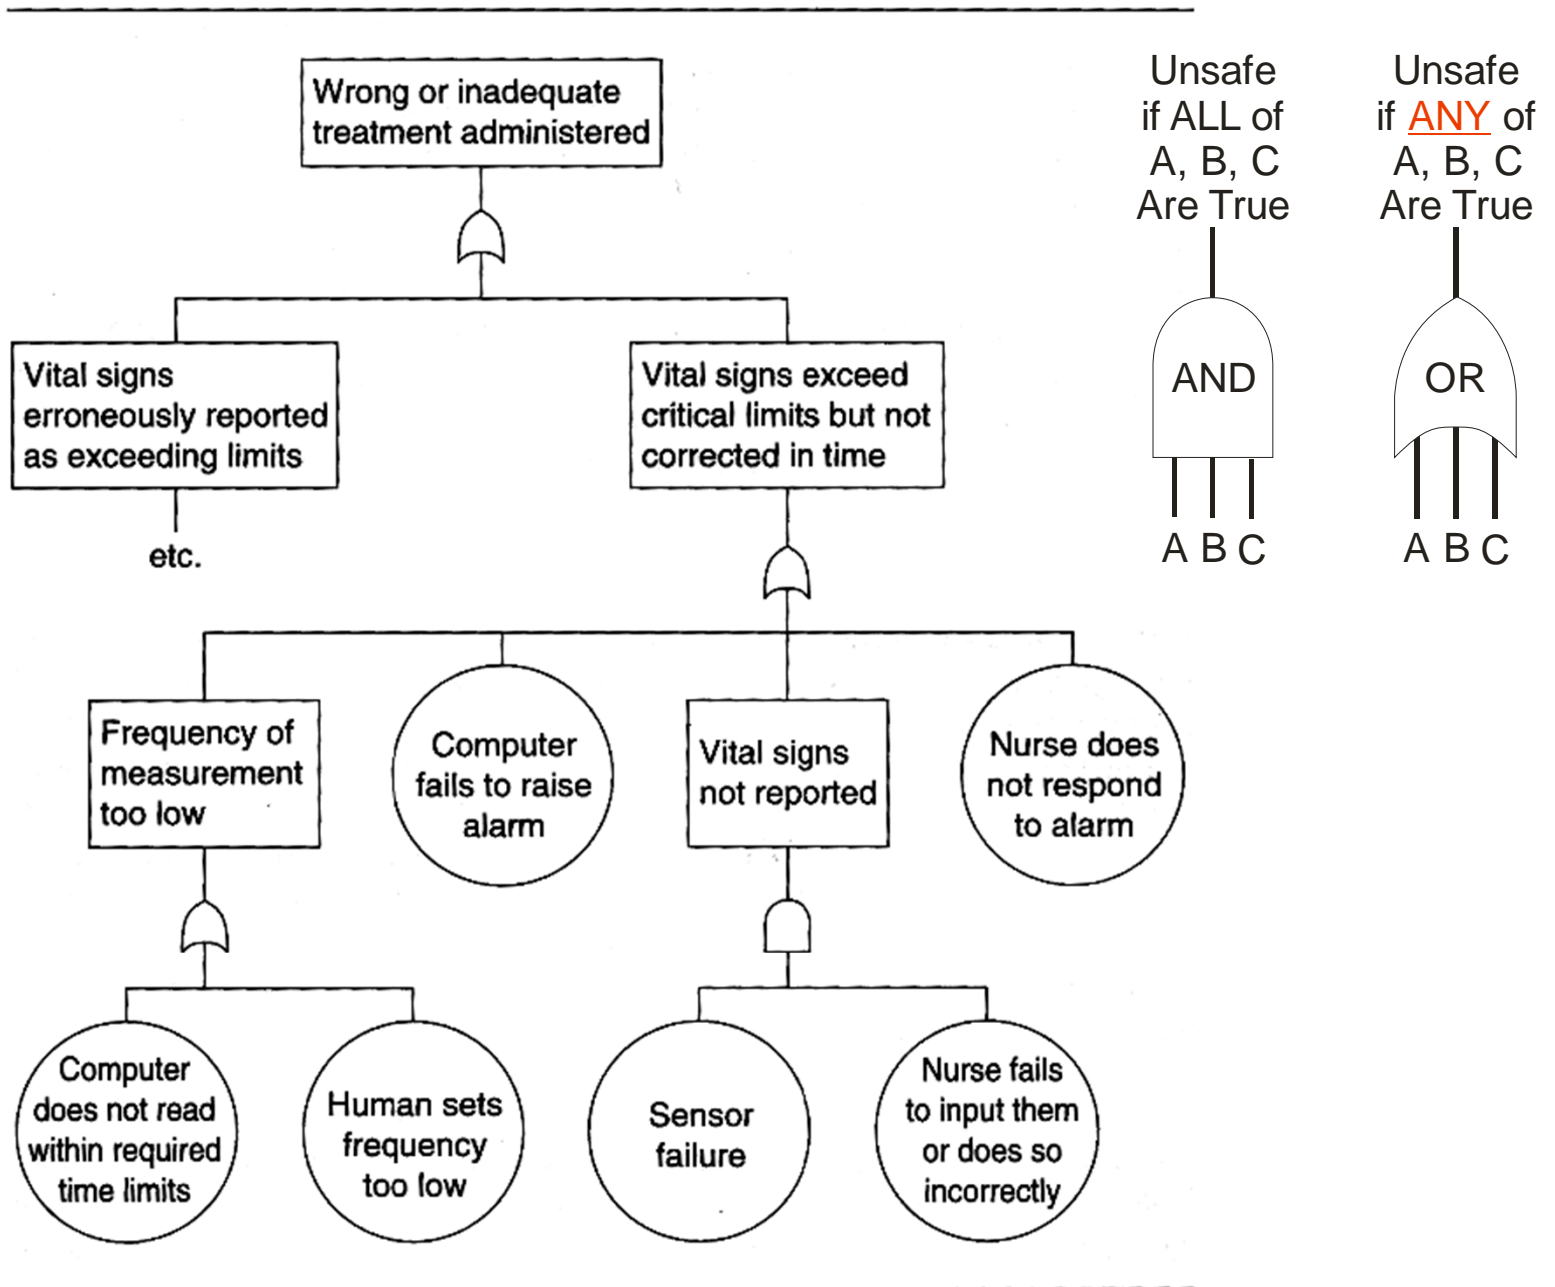 Wrong or inadequate
treatment administered
Unsafe
if ALL of
A, B, C
Are True
Unsafe
if ANY of
A, B, C
Are True
AND
OR
A B C
A B C
Vital signs
erroneously reported
as exceeding limits
Vital signs exceed
critical limits but not
corrected in time
etc.
Frequency of
measurement
too low
Computer
fails to raise
alarm
Vital signs
not reported
Nurse does
not respond
to alarm
Computer
does not read
within required
time limits
Human sets
frequency
too low
Sensor
failure
Nurse fails
to input them
or does so
incorrectly